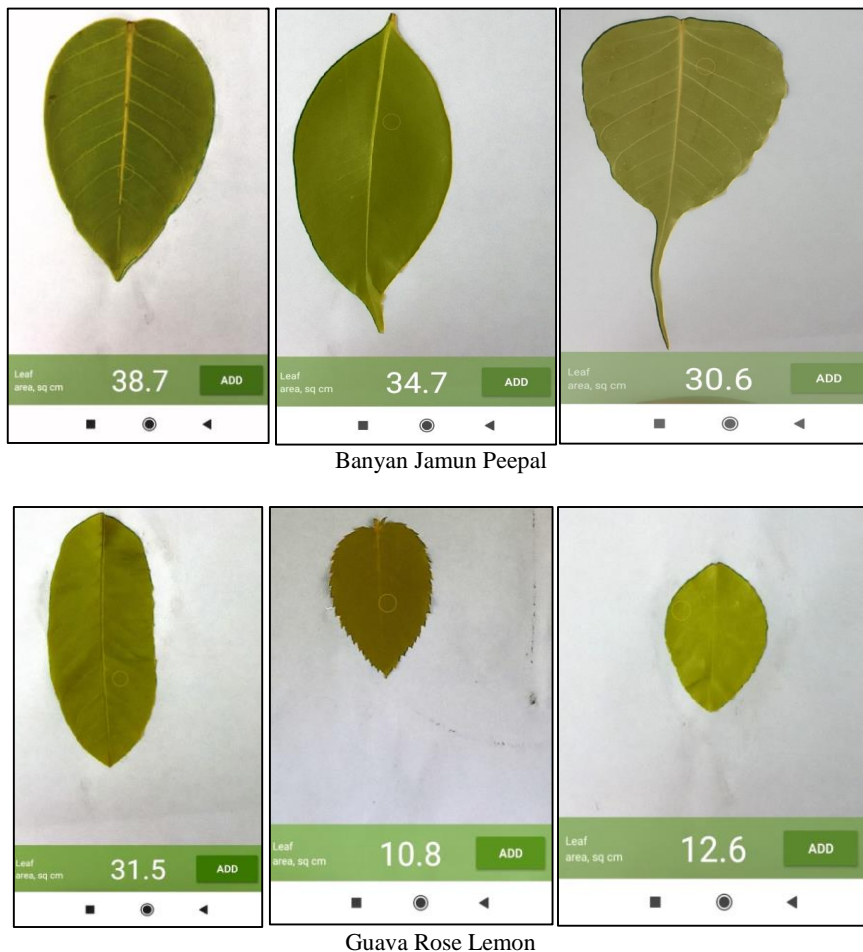 Leaf
area, sq cm
38.7
ADD
Leaf
area, sq cm
34.7
ADD
Leaf
area, sq cm
30.6
ADD
Banyan Jamun Peepal
Leaf
area, sq cm
31.5
ADD
Leaf
area, sq cm
10.8
ADD
Leaf
area, sq cm
12.6
ADD
Guava Rose Lemon